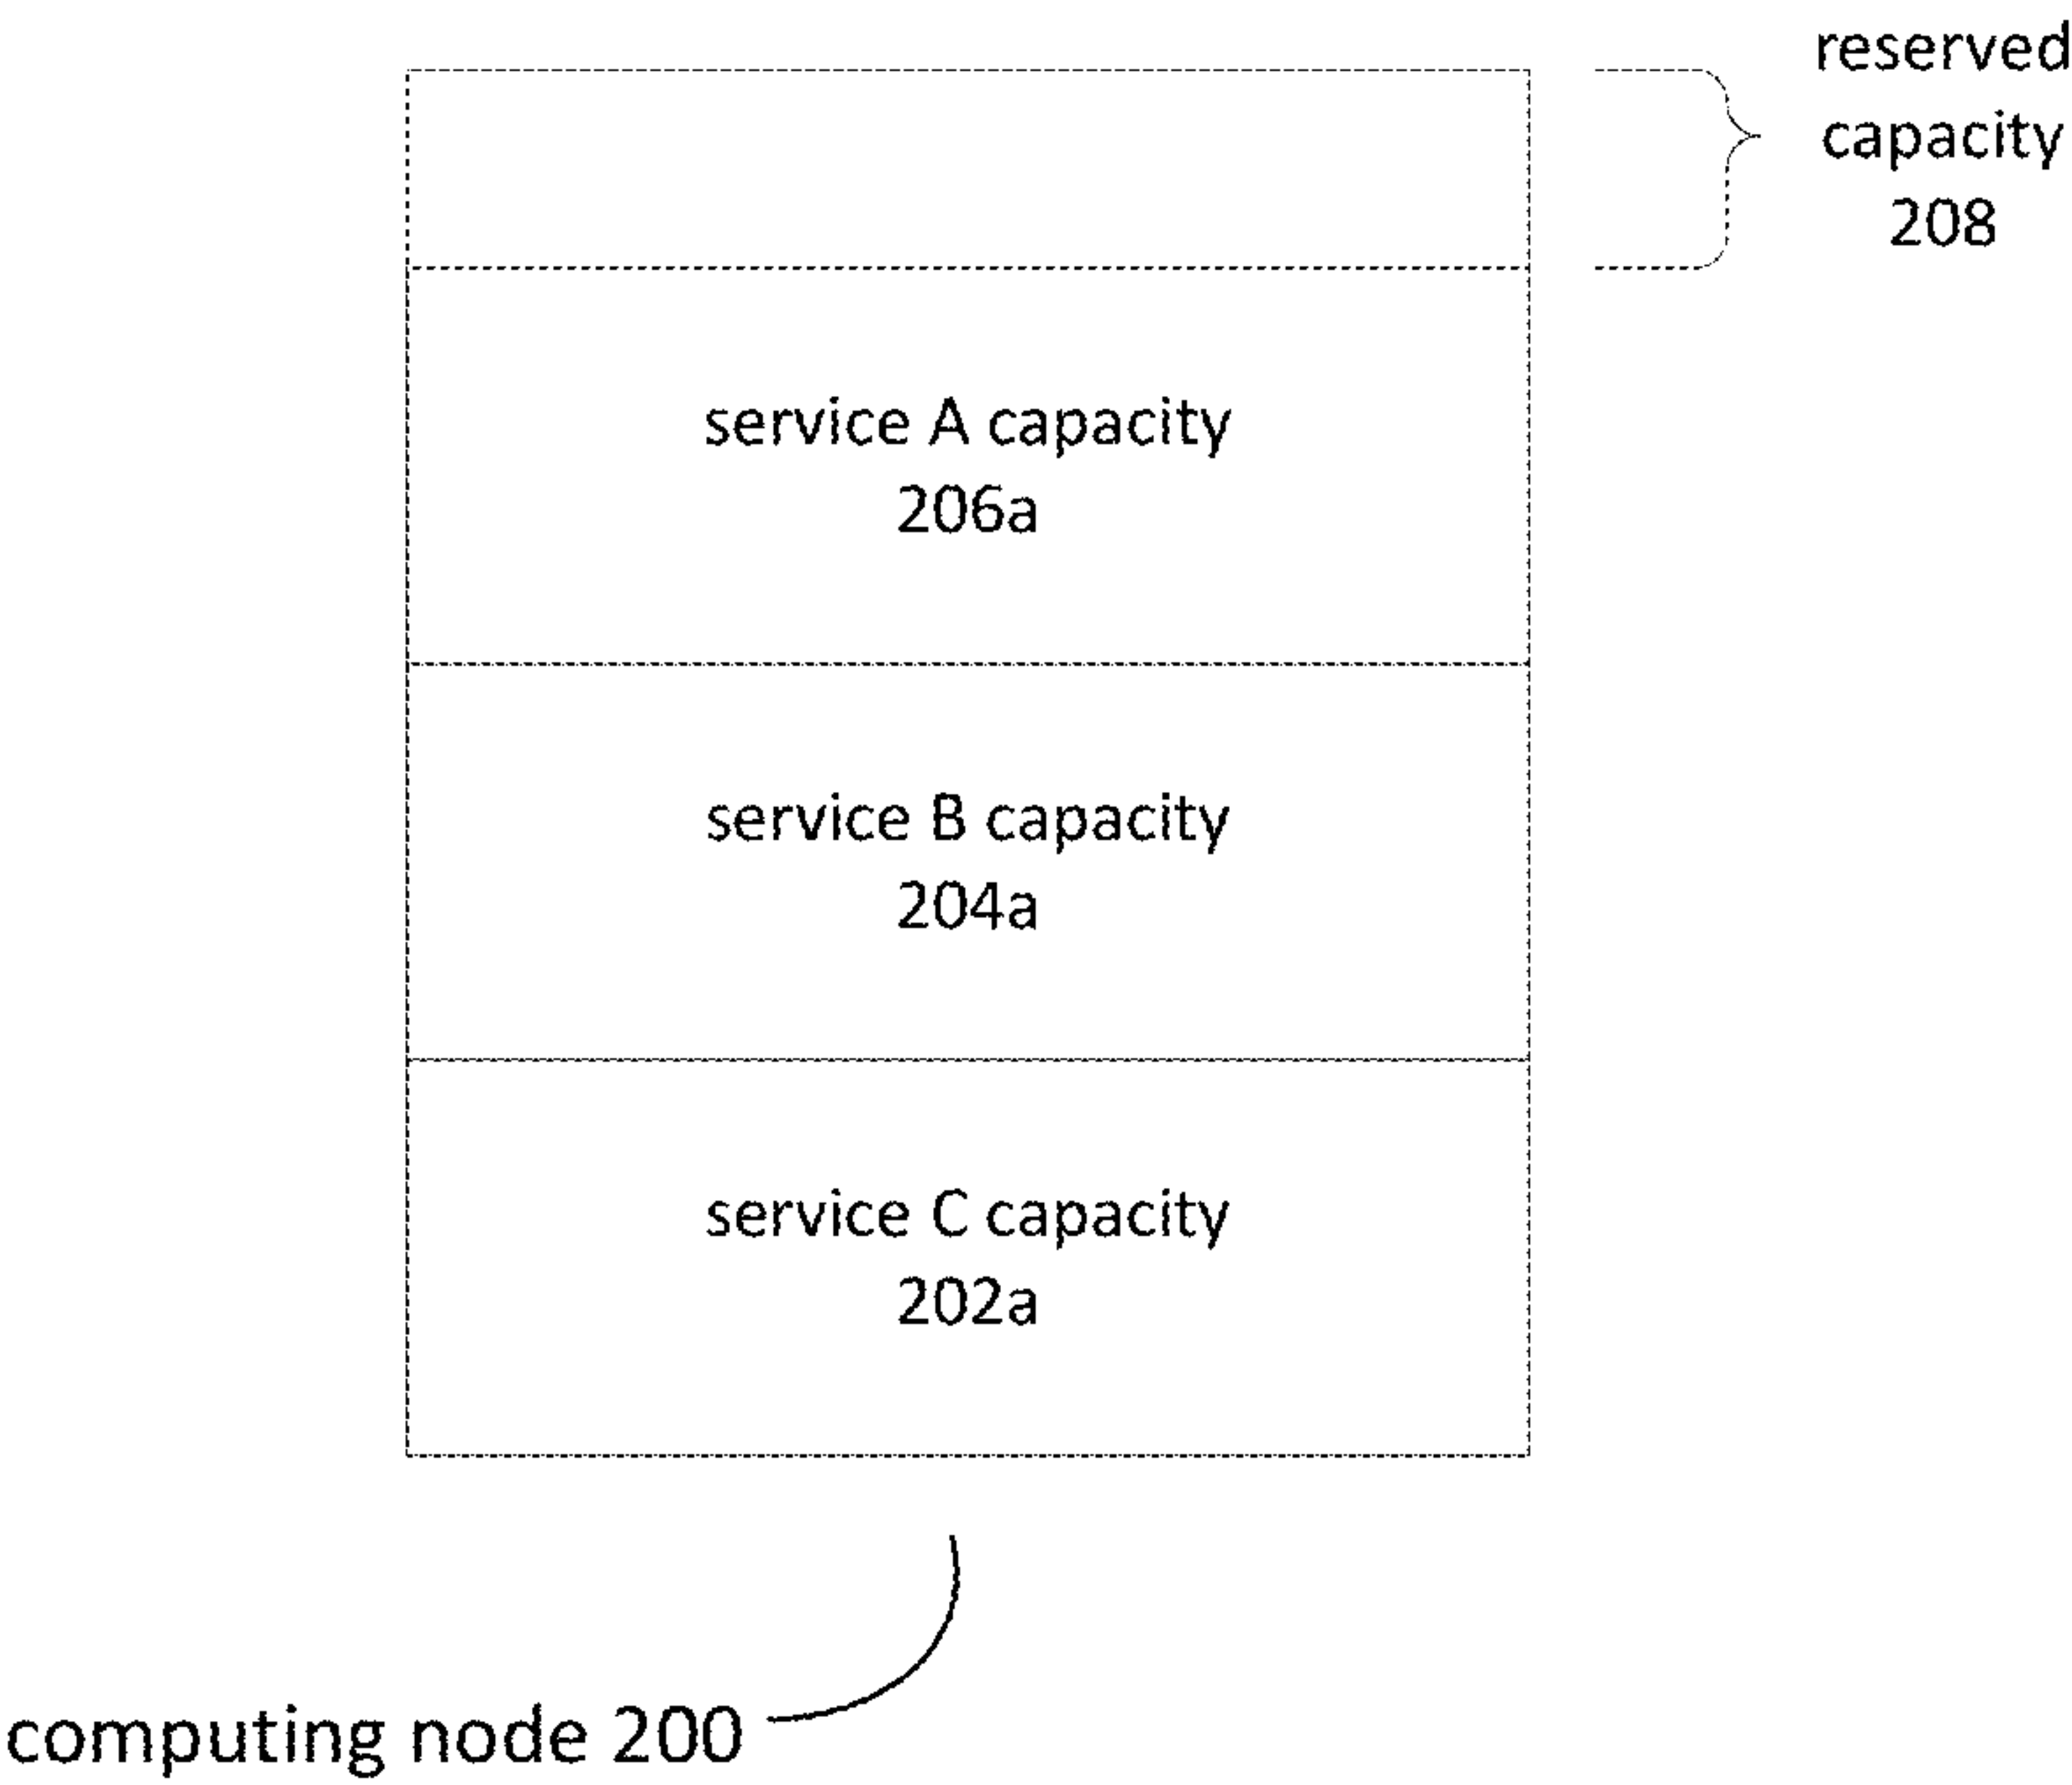 reserved
capacity
208
service A capacity
206a
service B capacity
204a
service C capacity
202a
computing node 200